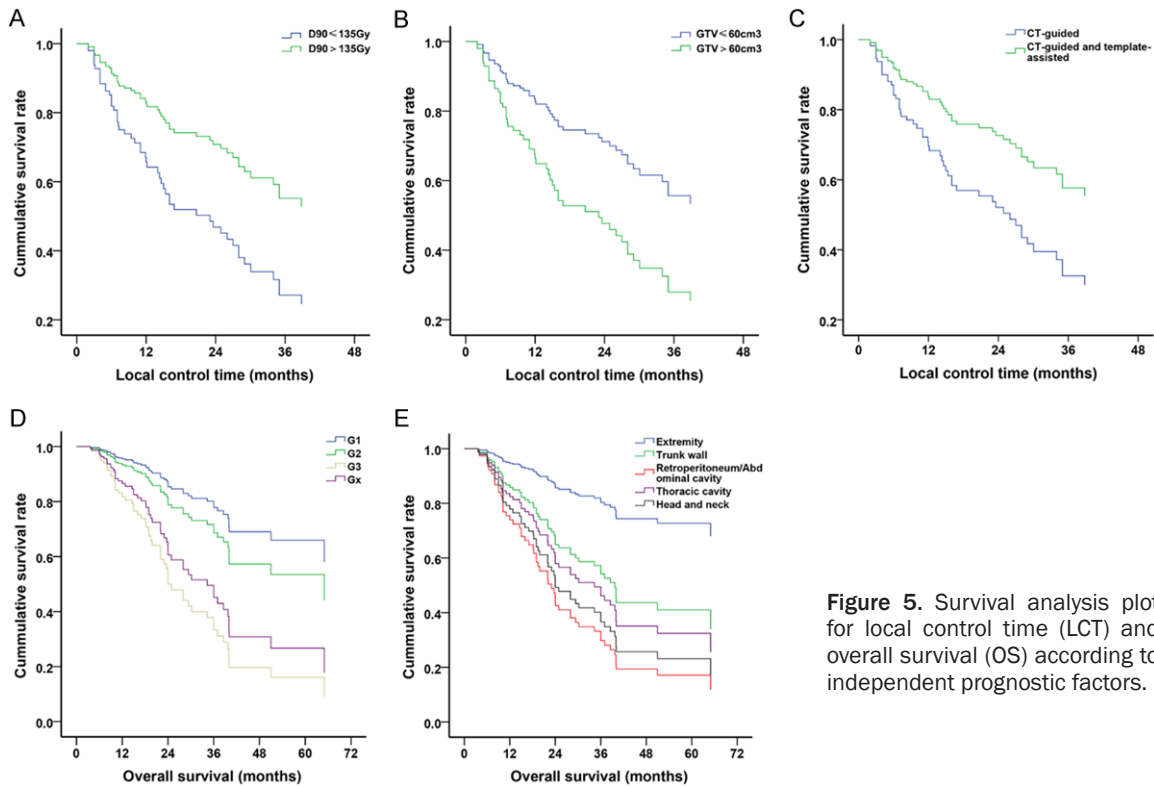 A
D90≤135Gy
D90>135Gy
Cummulative survival rate
1.0
0.8
0.6
0.4
0.2
0 12 24 36 48
Local control time (months)
B
GTV≤60cm3
GTV>60cm3
Cummulative survival rate
1.0
0.8
0.6
0.4
0.2
0 12 24 36 48
Local control time (months)
C
CT-guided
CT-guided and template-
assisted
Cummulative survival rate
1.0
0.8
0.6
0.4
0.2
0 12 24 36 48
Local control time (months)
D
G1
G2
G3
Gx
Cummulative survival rate
1.0
0.8
0.6
0.4
0.2
0.0
0 12 24 36 48 60 72
Overall survival (months)
E
Extremity
Trunk wall
Retroperitoneum/Abd
ominal cavity
Thoracic cavity
Head and neck
Cummulative survival rate
1.0
0.8
0.6
0.4
0.2
0.0
0 12 24 36 48 60 72
Overall survival (months)
Figure 5. Survival analysis plot
for local control time (LCT) and
overall survival (OS) according to
independent prognostic factors.